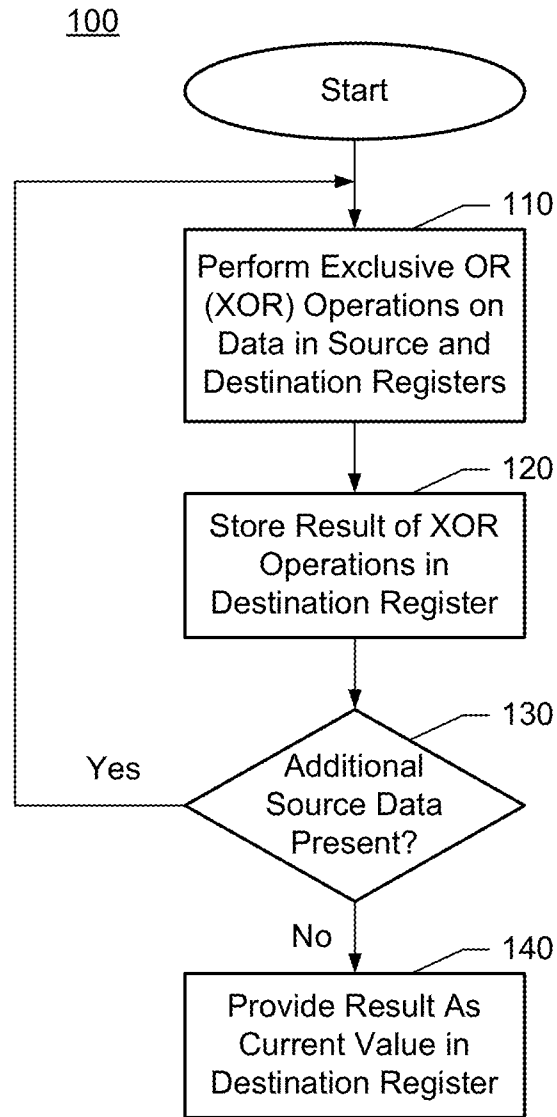 100
Start
110
Perform Exclusive OR
(XOR) Operations on
Data in Source and
Destination Registers
120
Store Result of XOR
Operations in
Destination Register
130
Yes
Additional
Source Data
Present?
No
140
Provide Result As
Current Value in
Destination Register